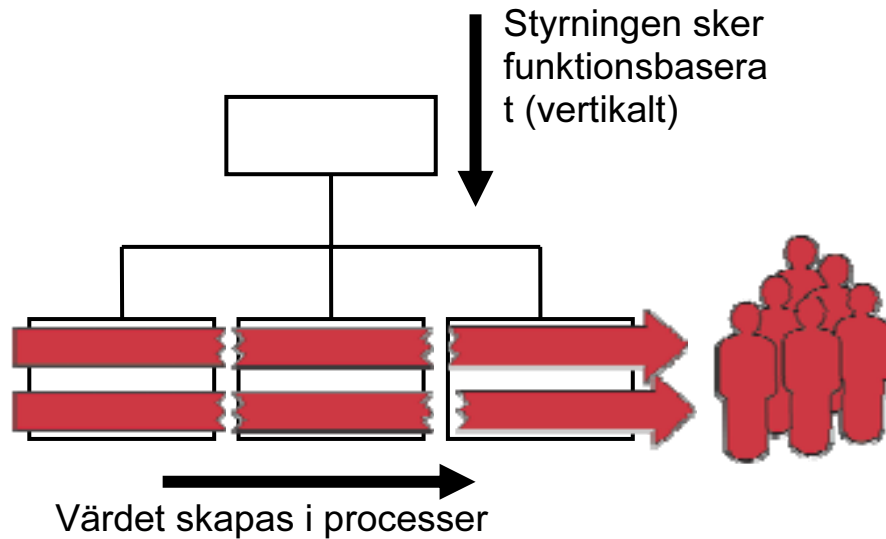 Styrningen sker
funktionsbasera
t (vertikalt)
Värdet skapas i processer